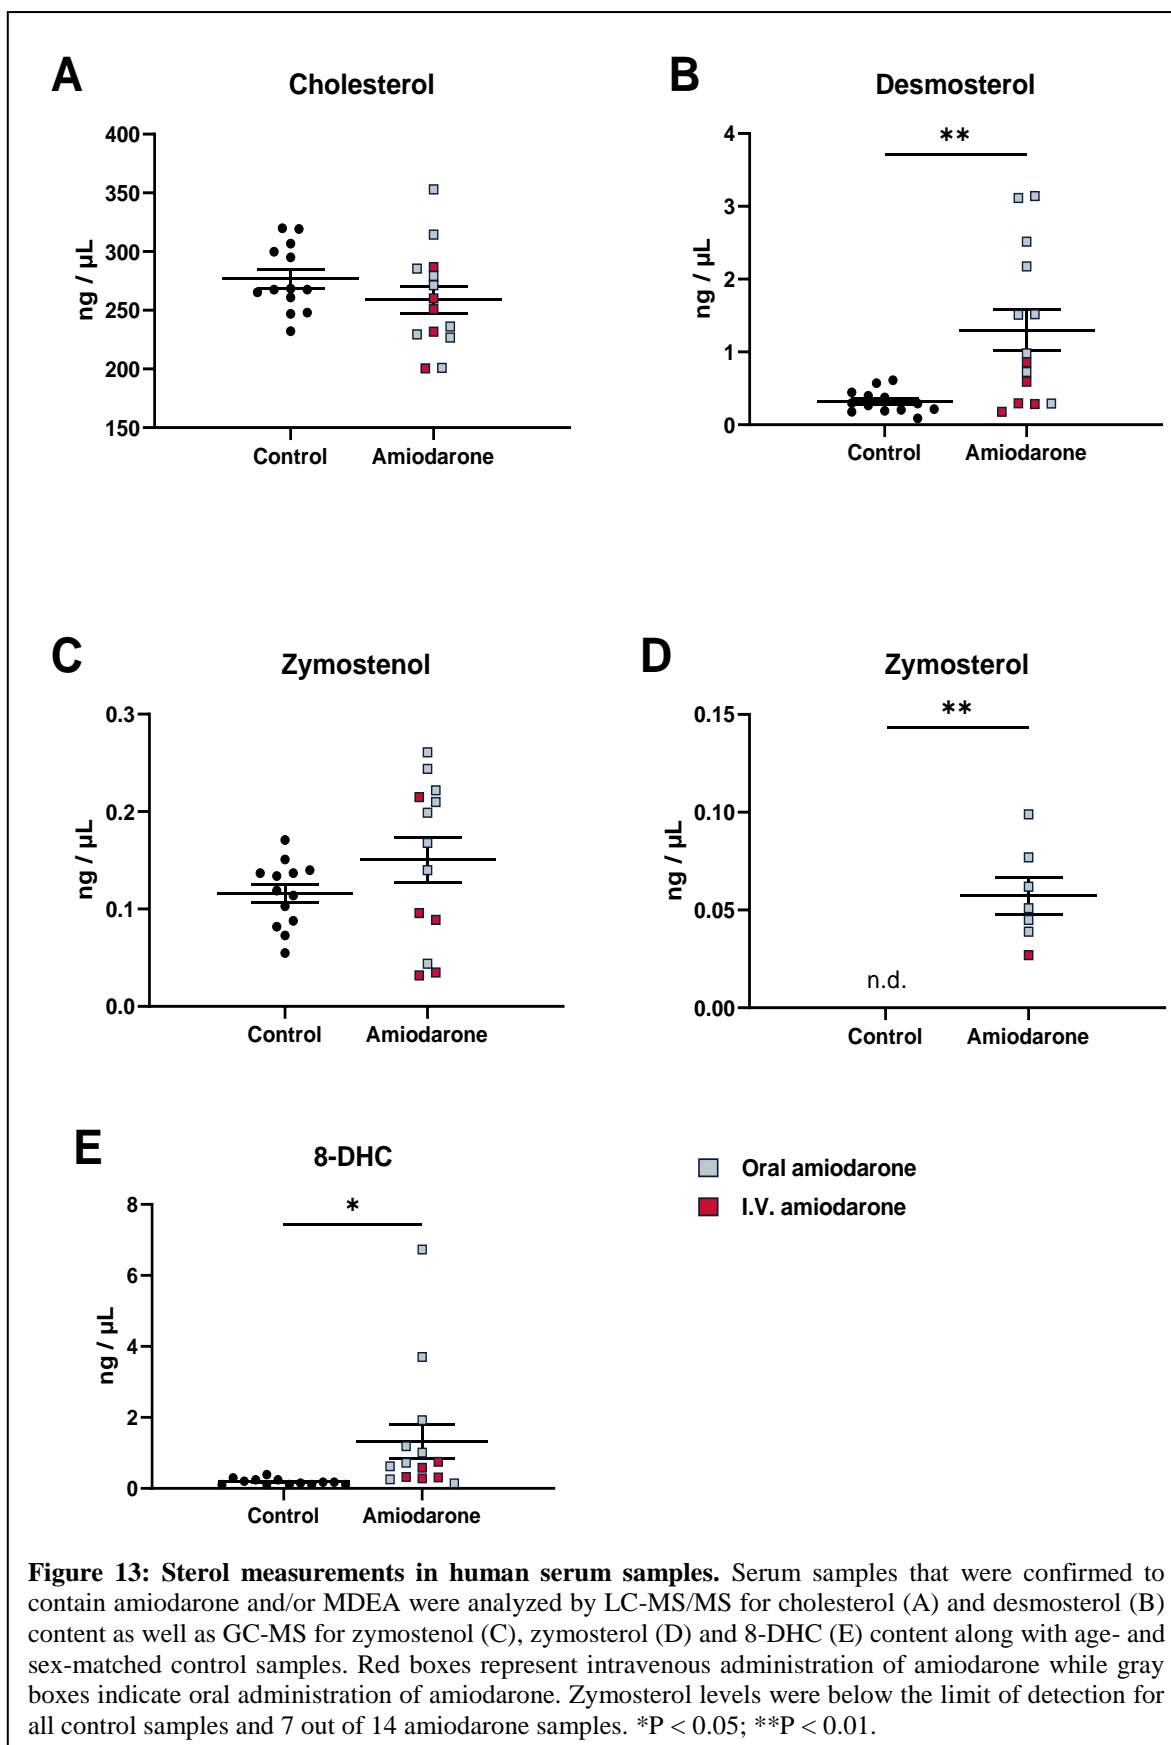 A
Cholesterol
400
350
300
250
200
150
ng / µL
Control
Amiodarone
B
Desmosterol
**
4
3
2
1
0
ng / µL
Control
Amiodarone
C
Zymostenol
0.3
0.2
0.1
0.0
ng / µL
Control
Amiodarone
D
Zymosterol
**
0.15
0.10
0.05
0.00
ng / µL
n.d.
Control
Amiodarone
E
8-DHC
*
8
6
4
2
0
ng / µL
Control
Amiodarone
Oral amiodarone
I.V. amiodarone
Figure 13: Sterol measurements in human serum samples. Serum samples that were confirmed to
contain amiodarone and/or MDEA were analyzed by LC-MS/MS for cholesterol (A) and desmosterol (B)
content as well as GC-MS for zymostenol (C), zymosterol (D) and 8-DHC (E) content along with age- and
sex-matched control samples. Red boxes represent intravenous administration of amiodarone while gray
boxes indicate oral administration of amiodarone. Zymosterol levels were below the limit of detection for
all control samples and 7 out of 14 amiodarone samples. *P < 0.05; **P < 0.01.